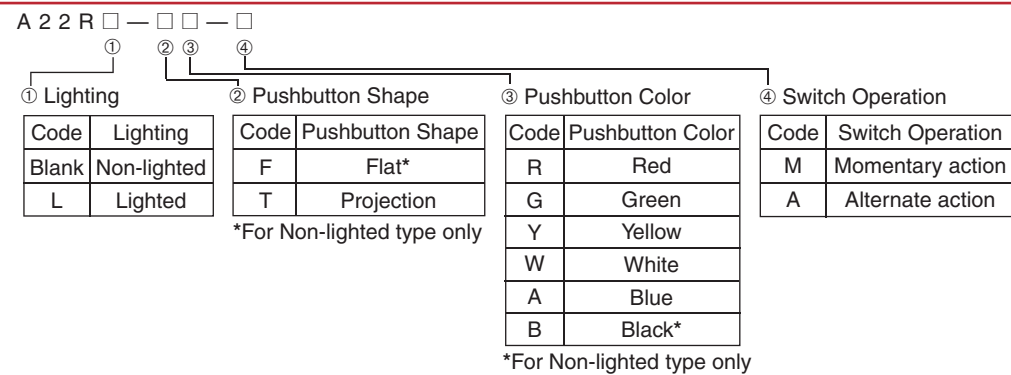 A 2 2 R □ — □ □ — □
① ② ③ ④
① Lighting
Code Lighting
Blank Non-lighted
L Lighted
② Pushbutton Shape
Code Pushbutton Shape
F Flat*
T Projection
*For Non-lighted type only
③ Pushbutton Color
Code Pushbutton Color
R Red
G Green
Y Yellow
W White
A Blue
B Black*
*For Non-lighted type only
④ Switch Operation
Code Switch Operation
M Momentary action
A Alternate action